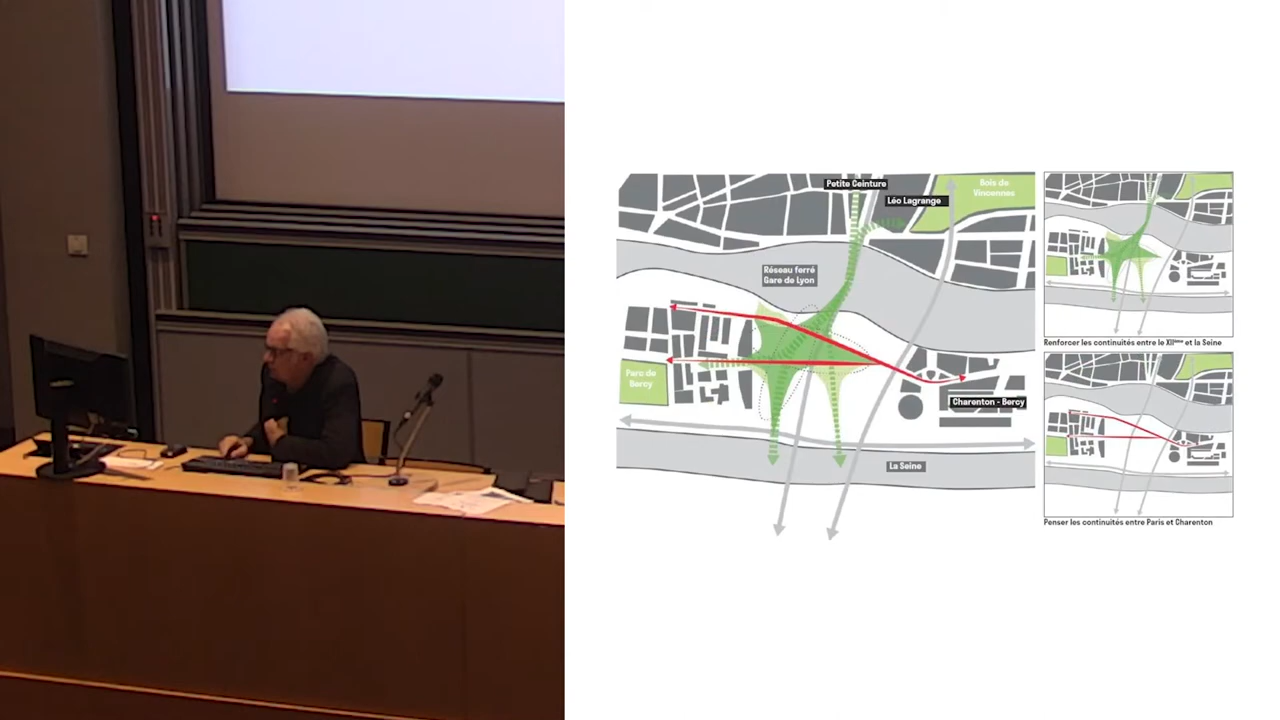 Petite Ceinture
Bois de
Vincennes
Léo Lagrange
Réseau ferré
Gare de Lyon
Parc de
Bercy
Charenton - Bercy
La Seine
Renforcer les continuités entre le XIIème et la Seine
Penser les continuités entre Paris et Charenton